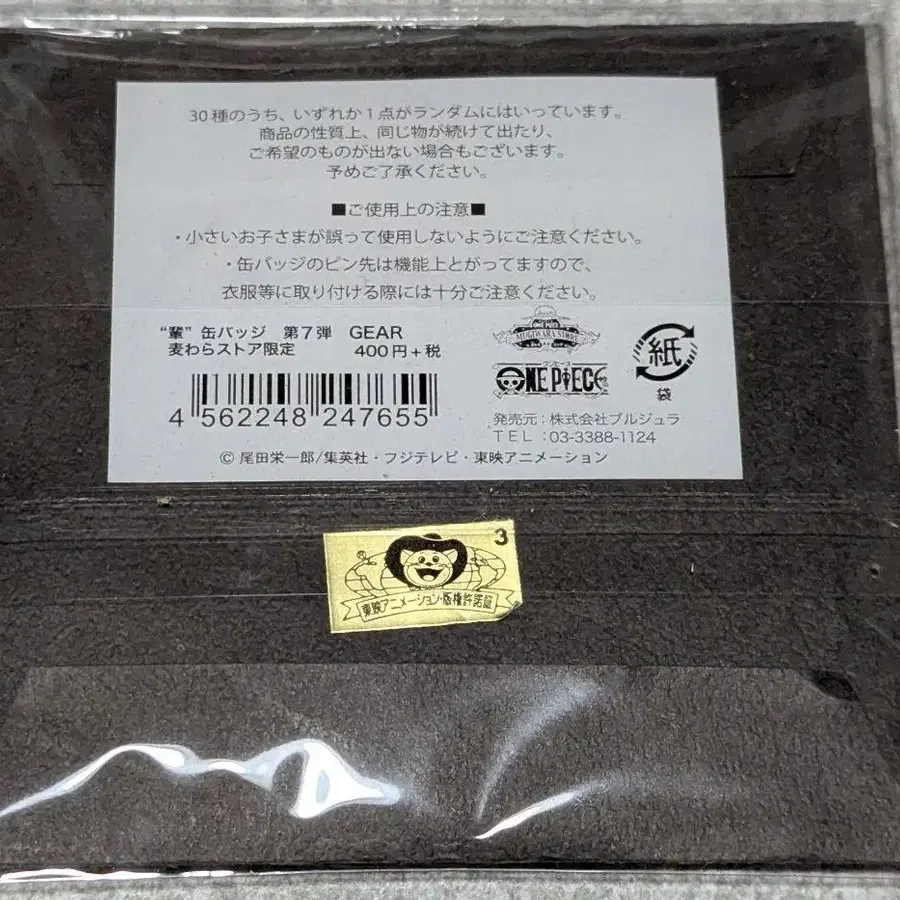 30種のうち、いずれか1点がランダムにはいっています。
商品の性質上、同じ物が続けて出たり、
ご希望のものが出ない場合もございます。
予めご了承ください。
■ご使用上の注意■
・小さいお子さまが誤って使用しないようにご注意ください。
・缶バッジのピン先は機能上とがってますので、
衣服等に取り付ける際には十分ご注意ください。
“輩” 缶バッジ 第7弾 GEAR
麦わらストア限定 400円+税
4 562248 247655
ONE PIECE
MUGIWARA STORE
ワンピース
ONE PIECE
紙
袋
発売元：株式会社ブルジュラ
TEL：03-3388-1124
© 尾田栄一郎/集英社・フジテレビ・東映アニメーション
3
東映アニメーション・版権許諾証